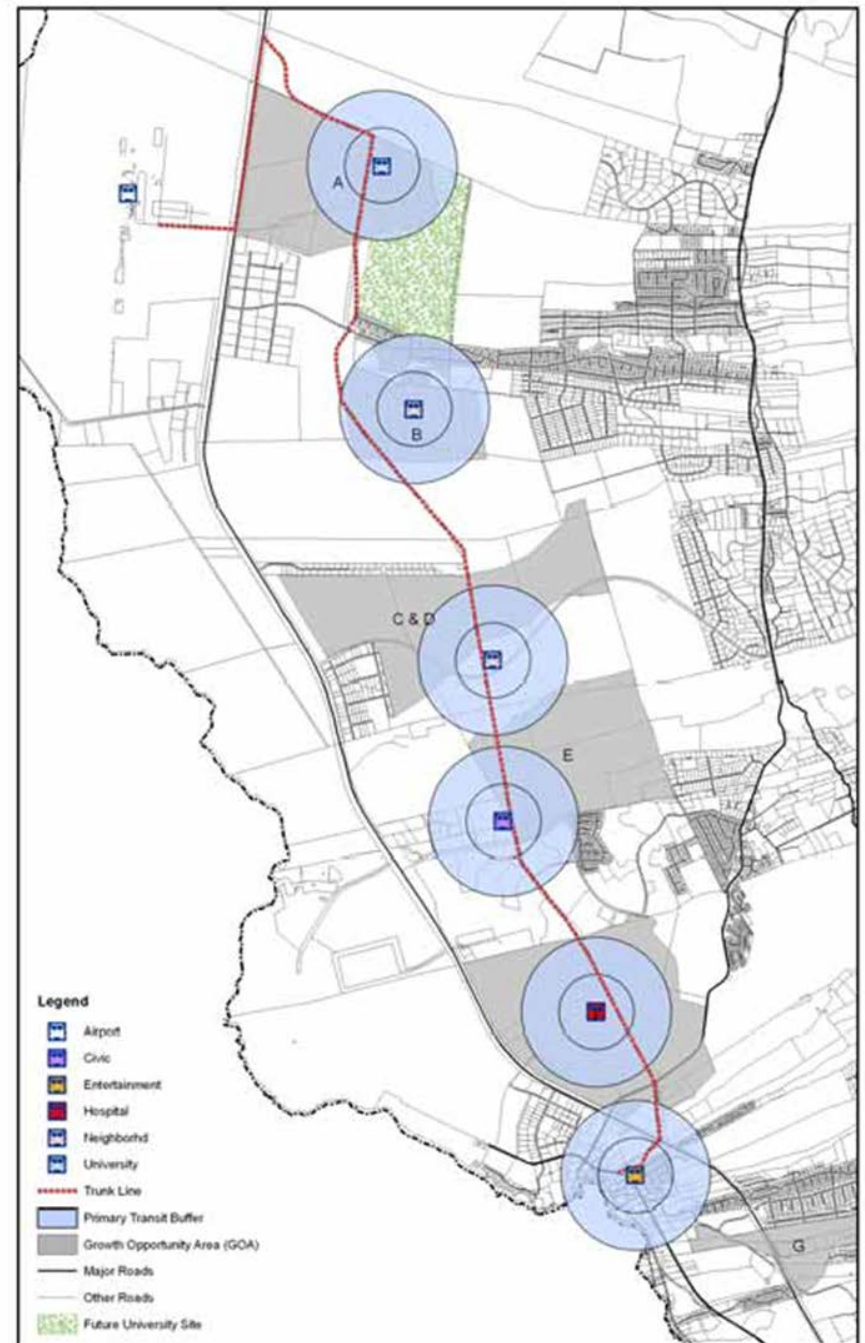 A
B
C & D
E
G
Legend
Airport
Civic
Entertainment
Hospital
Neighborhd
University
Trunk Line
Primary Transit Buffer
Growth Opportunity Area (GOA)
Major Roads
Other Roads
Future University Site